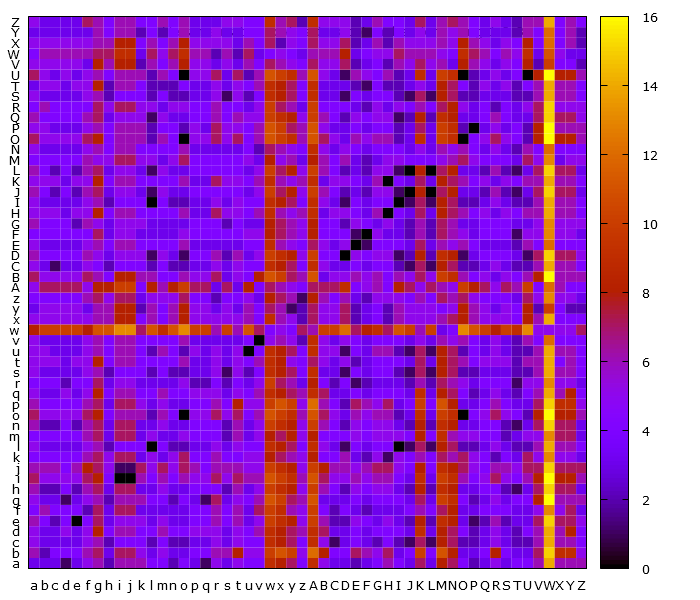 Z
Y
X
W
V
U
T
S
R
Q
P
O
N
M
L
K
J
I
H
G
F
E
D
C
B
A
z
y
x
w
v
u
t
s
r
q
p
o
n
m
l
k
j
i
h
g
f
e
d
c
b
a
a b c d e f g h i j k l m n o p q r s t u v w x y z A B C D E F G H I J K L M N O P Q R S T U V W X Y Z
16
14
12
10
8
6
4
2
0